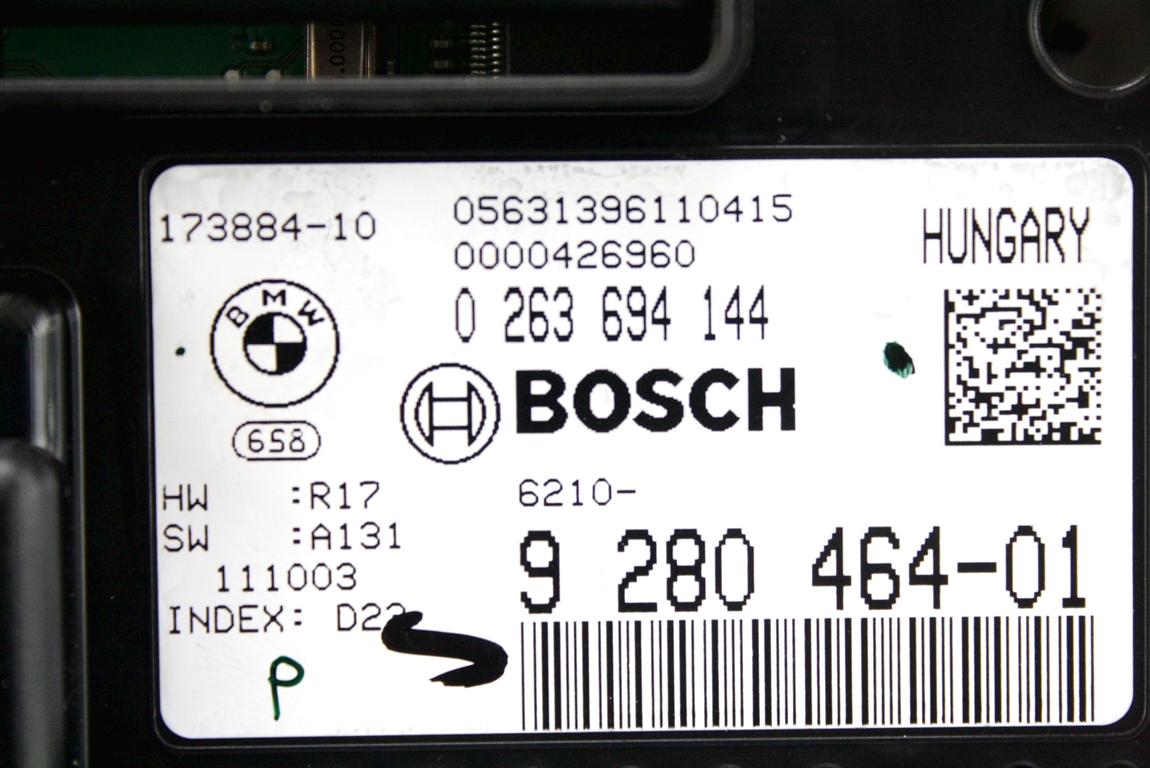 .000
173884-10
05631396110415
0000426960
HUNGARY
0 263 694 144
BMW
BOSCH
658
HW :R17
6210-
SW :A131
9 280 464-01
111003
INDEX: D22
P